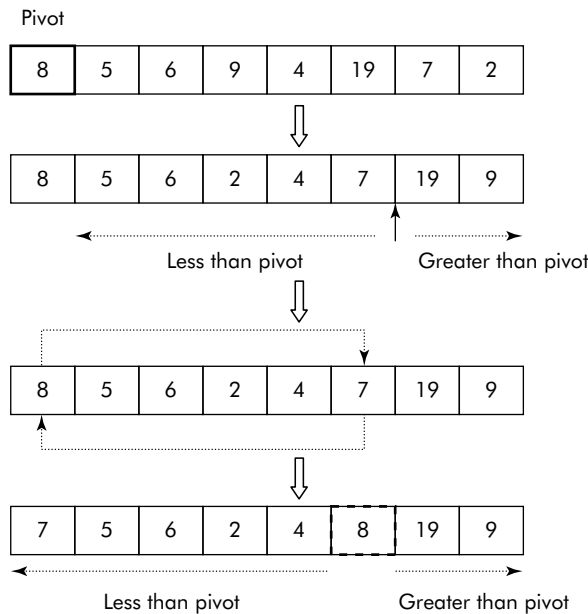 Pivot
8 5 6 9 4 19 7 2
8 5 6 2 4 7 19 9
Less than pivot Greater than pivot
8 5 6 2 4 7 19 9
7 5 6 2 4 8 19 9
Less than pivot Greater than pivot